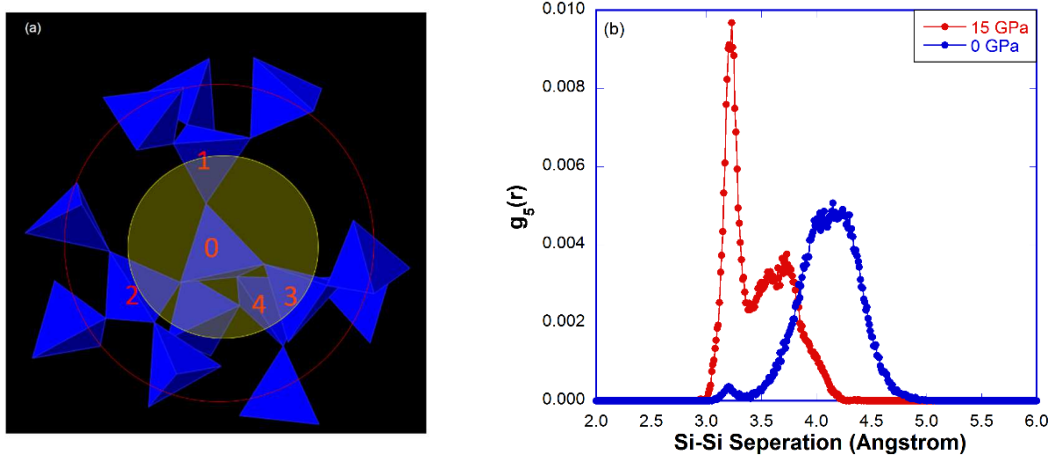 (a)
1
0
2
3
4
(b)
0.010
0.008
0.006
0.004
0.002
0.000
g5(r)
15 GPa
0 GPa
2.0 2.5 3.0 3.5 4.0 4.5 5.0 5.5 6.0
Si-Si Seperation (Angstrom)